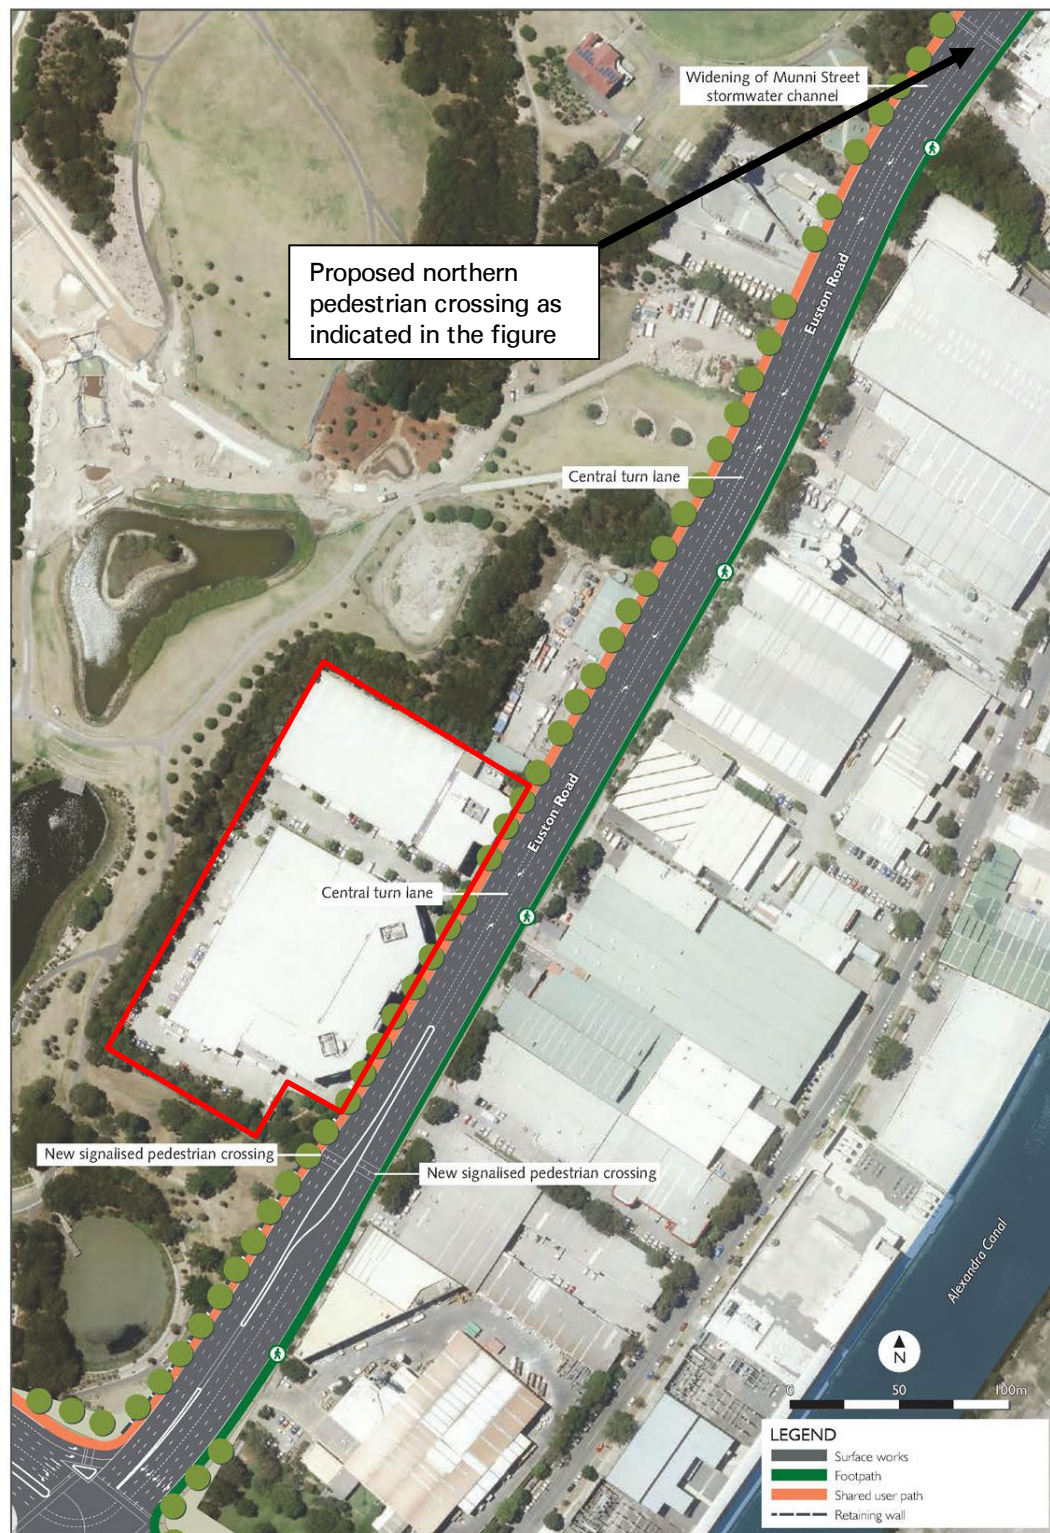 Widening of Munni Street
stormwater channel
Proposed northern
pedestrian crossing as
indicated in the figure
Euston Road
Central turn lane
Euston Road
Central turn lane
New signalised pedestrian crossing
New signalised pedestrian crossing
Alexandra Canal
N
0 50 100m
LEGEND
Surface works
Footpath
Shared user path
Retaining wall